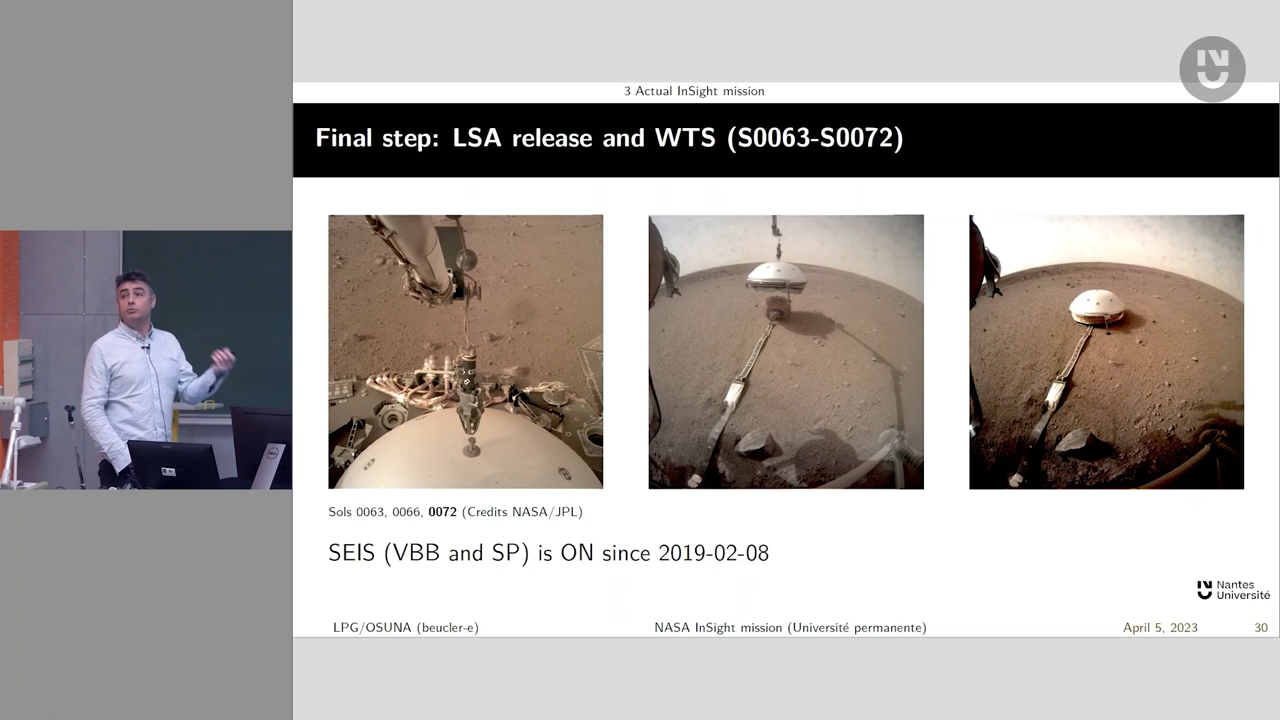 3 Actual InSight mission
Final step: LSA release and WTS (S0063-S0072)
Sols 0063, 0066, 0072 (Credits NASA/JPL)
SEIS (VBB and SP) is ON since 2019-02-08
Nantes
Université
LPG/OSUNA (beucler-e)
NASA InSight mission (Université permanente)
April 5, 2023
30